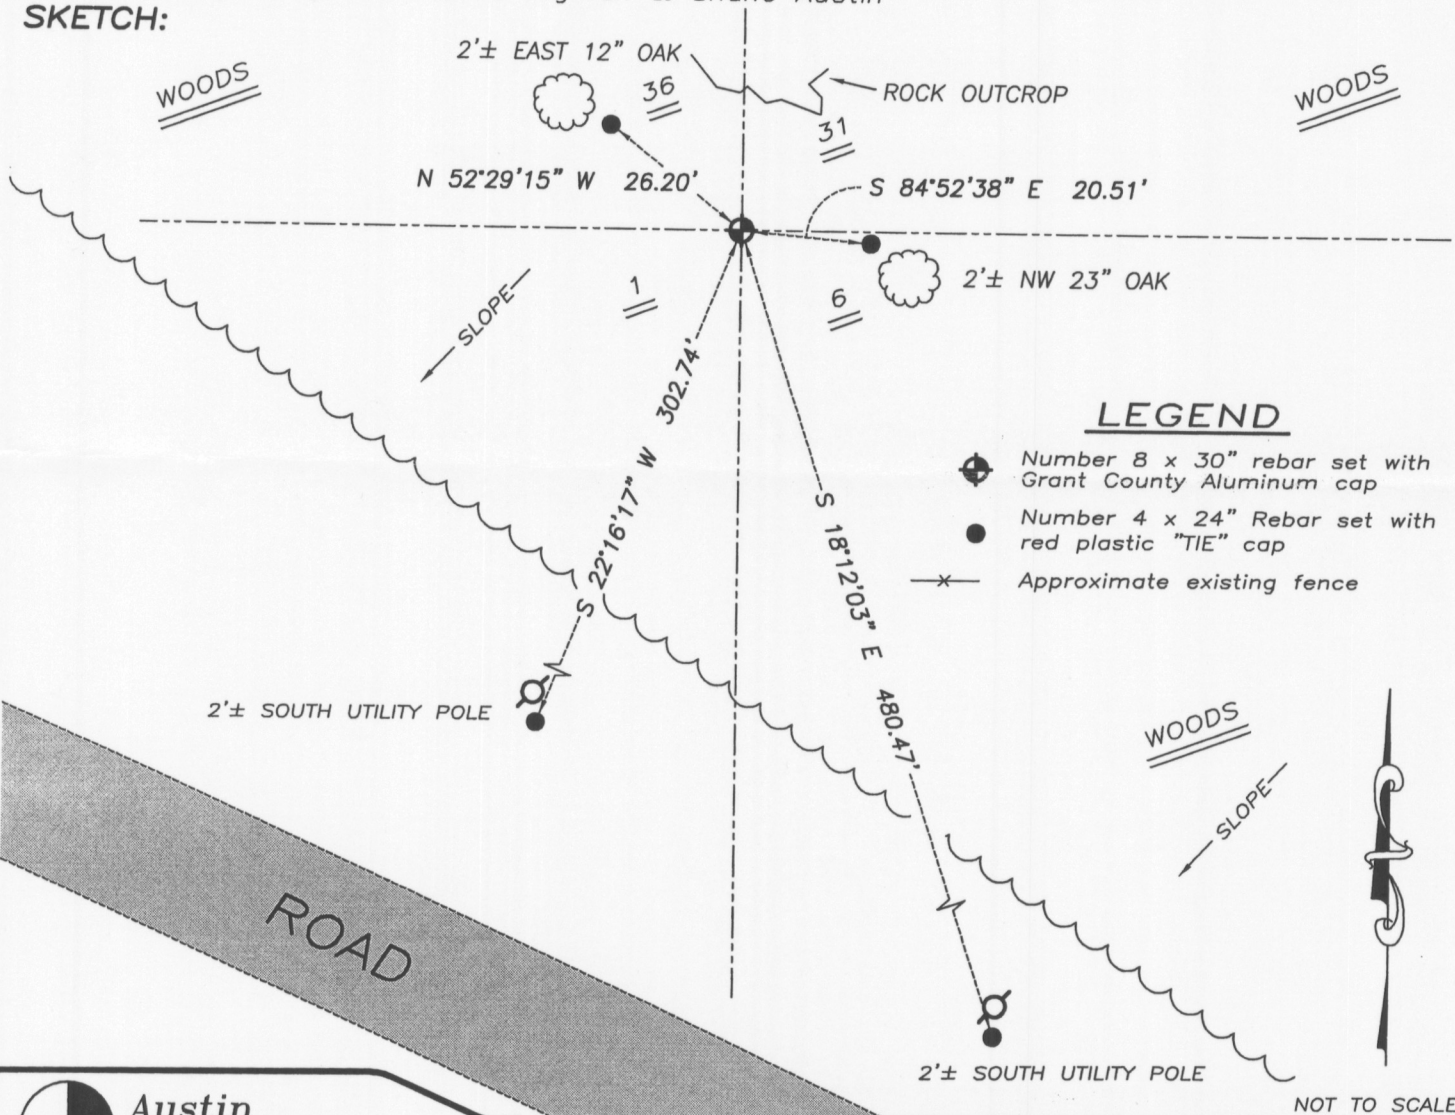 SKETCH:
2'± EAST 12" OAK
WOODS
36
ROCK OUTCROP
WOODS
31
N 52°29'15" W 26.20'
S 84°52'38" E 20.51'
1
6
2'± NW 23" OAK
SLOPE
S 22°16'17" W 302.74'
S 18°12'03" E 480.47'
LEGEND
Number 8 x 30" rebar set with
Grant County Aluminum cap
Number 4 x 24" Rebar set with
red plastic "TIE" cap
Approximate existing fence
2'± SOUTH UTILITY POLE
WOODS
SLOPE
ROAD
2'± SOUTH UTILITY POLE
NOT TO SCALE
Austin